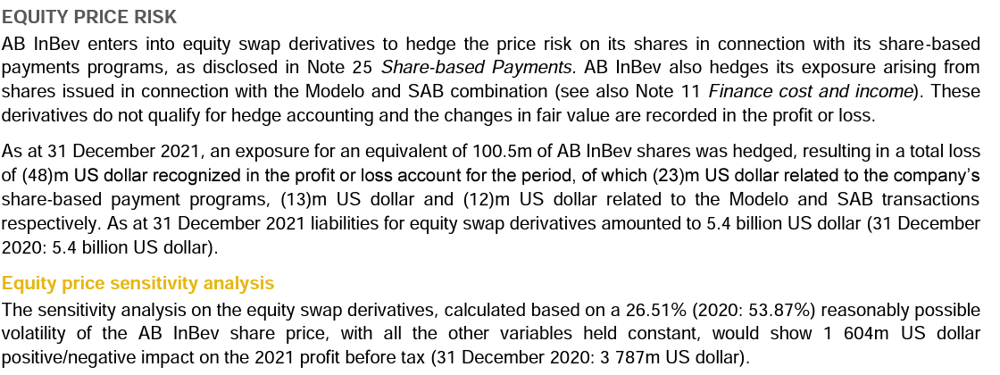 EQUITY PRICE RISK
AB InBev enters into equity swap derivatives to hedge the price risk on its shares in connection with its share-based
payments programs, as disclosed in Note 25 Share-based Payments. AB InBev also hedges its exposure arising from
shares issued in connection with the Modelo and SAB combination (see also Note 11 Finance cost and income). These
derivatives do not qualify for hedge accounting and the changes in fair value are recorded in the profit or loss.
As at 31 December 2021, an exposure for an equivalent of 100.5m of AB InBev shares was hedged, resulting in a total loss
of (48)m US dollar recognized in the profit or loss account for the period, of which (23)m US dollar related to the company’s
share-based payment programs, (13)m US dollar and (12)m US dollar related to the Modelo and SAB transactions
respectively. As at 31 December 2021 liabilities for equity swap derivatives amounted to 5.4 billion US dollar (31 December
2020: 5.4 billion US dollar).
Equity price sensitivity analysis
The sensitivity analysis on the equity swap derivatives, calculated based on a 26.51% (2020: 53.87%) reasonably possible
volatility of the AB InBev share price, with all the other variables held constant, would show 1 604m US dollar
positive/negative impact on the 2021 profit before tax (31 December 2020: 3 787m US dollar).